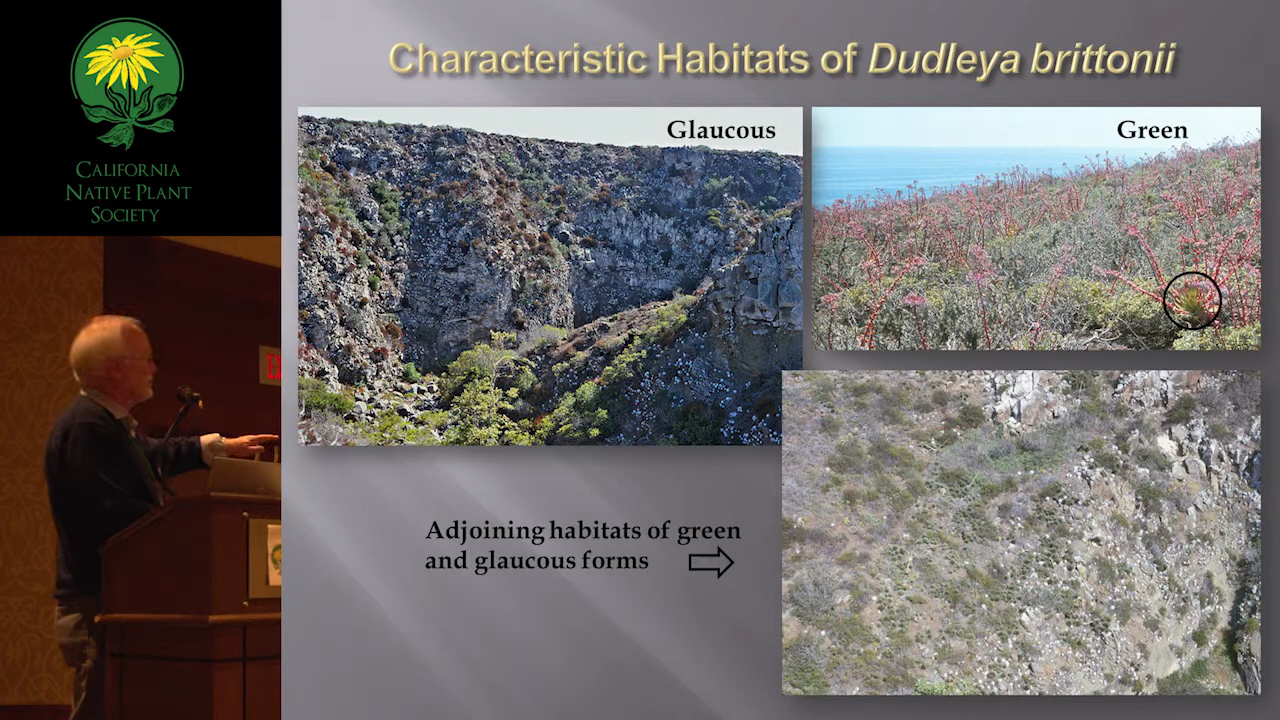 CALIFORNIA
NATIVE PLANT
SOCIETY
Characteristic Habitats of Dudleya brittonii
Glaucous
Green
Adjoining habitats of green
and glaucous forms